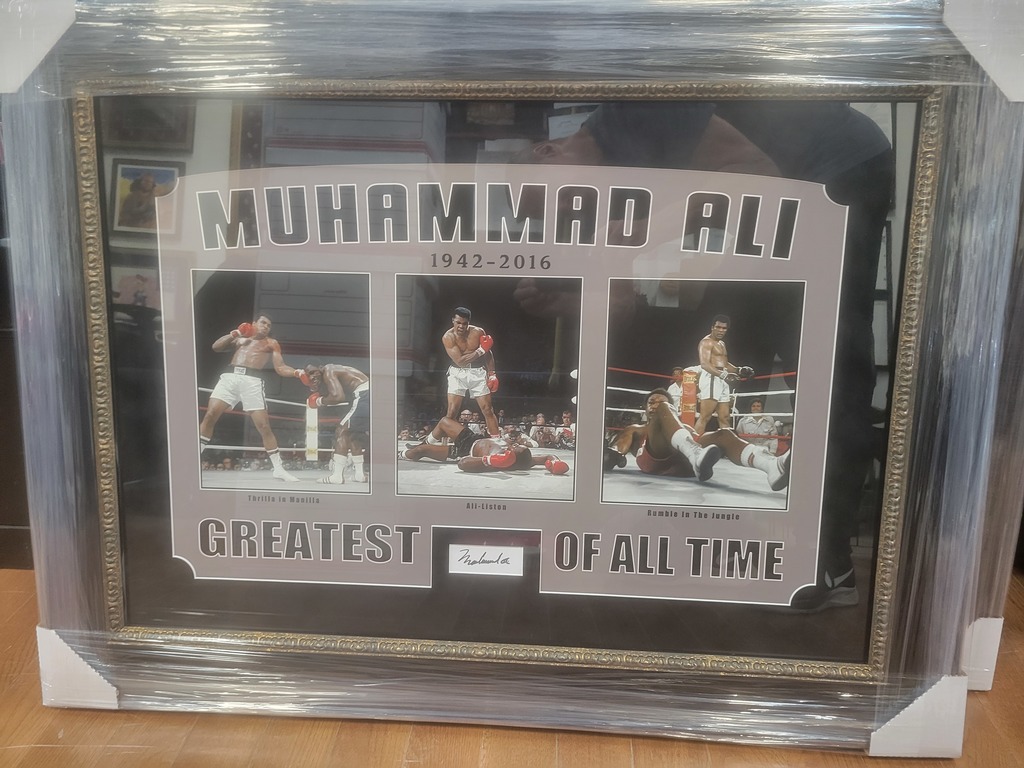 MUHAMMAD ALI
1942-2016
Thrilla in Manilla
Ali-Liston
Rumble In The Jungle
GREATEST
OF ALL TIME